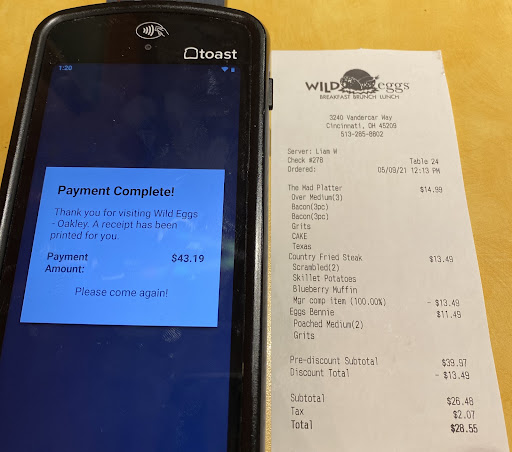 toast
1:20
Payment Complete!
Thank you for visiting Wild Eggs
- Oakley. A receipt has been
printed for you.
Payment $43.19
Amount:
Please come again!
WILD eggs
BREAKFAST BRUNCH LUNCH
3240 Vandercar Way
Cincinnati, OH 45209
513-285-8802
Server: Liam W
Check #278 Table 24
Ordered: 05/09/21 12:13 PM
The Mad Platter $14.99
Over Medium(3)
Bacon(3pc)
Bacon(3pc)
Grits
CAKE
Texas
Country Fried Steak $13.49
Scrambled(2)
Skillet Potatoes
Blueberry Muffin
Mgr comp item (100.00%) - $13.49
Eggs Bennie $11.49
Poached Medium(2)
Grits
Pre-discount Subtotal $39.97
Discount Total - $13.49
Subtotal $26.48
Tax $2.07
Total $28.55